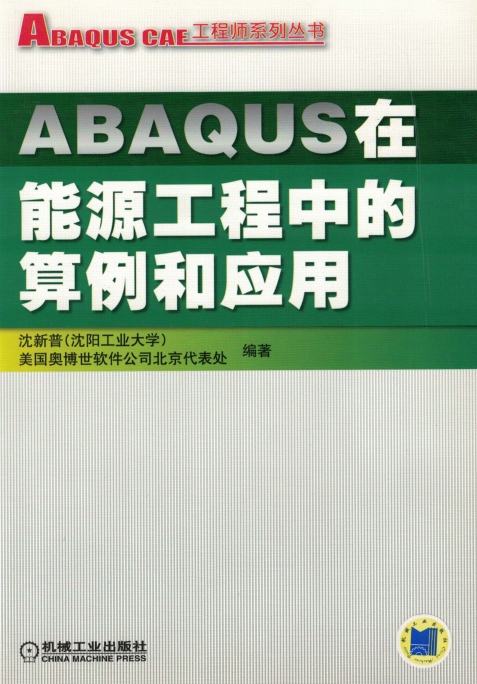 ABAQUS CAE工程师系列丛书
ABAQUS在
能源工程中的
算例和应用
沈新普(沈阳工业大学)
美国奥博世软件公司北京代表处
编著
机械工业出版社
CHINA MACHINE PRESS